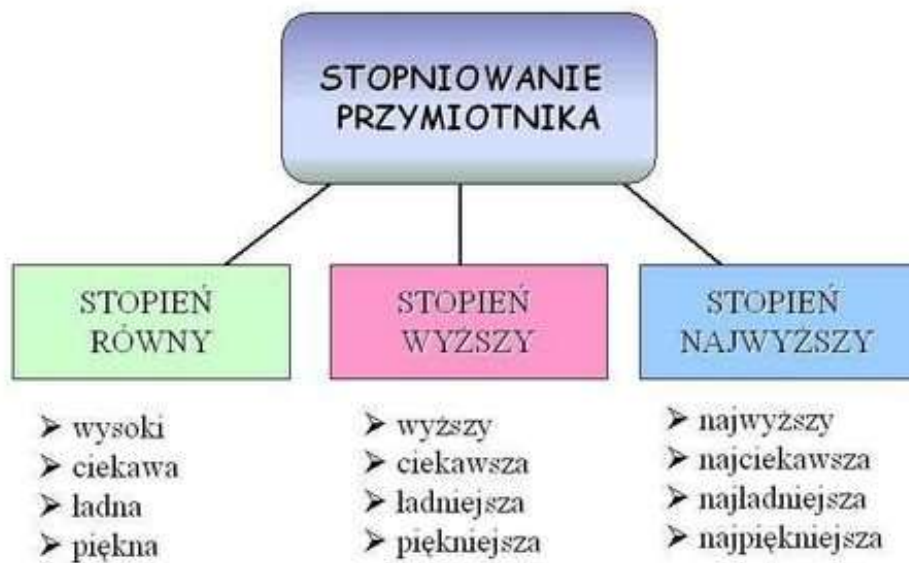 STOPNIOWANIE
PRZYMIOTNIKA
STOPIEŃ
RÓWNY
➢ wysoki
➢ ciekawa
➢ ładna
➢ piękna
STOPIEŃ
WYŻSZY
➢ wyższy
➢ ciekawsza
➢ ładniejsza
➢ piękniejsza
STOPIEŃ
NAJWYŻSZY
➢ najwyższy
➢ najciekawsza
➢ najładniejsza
➢ najpiękniejsza